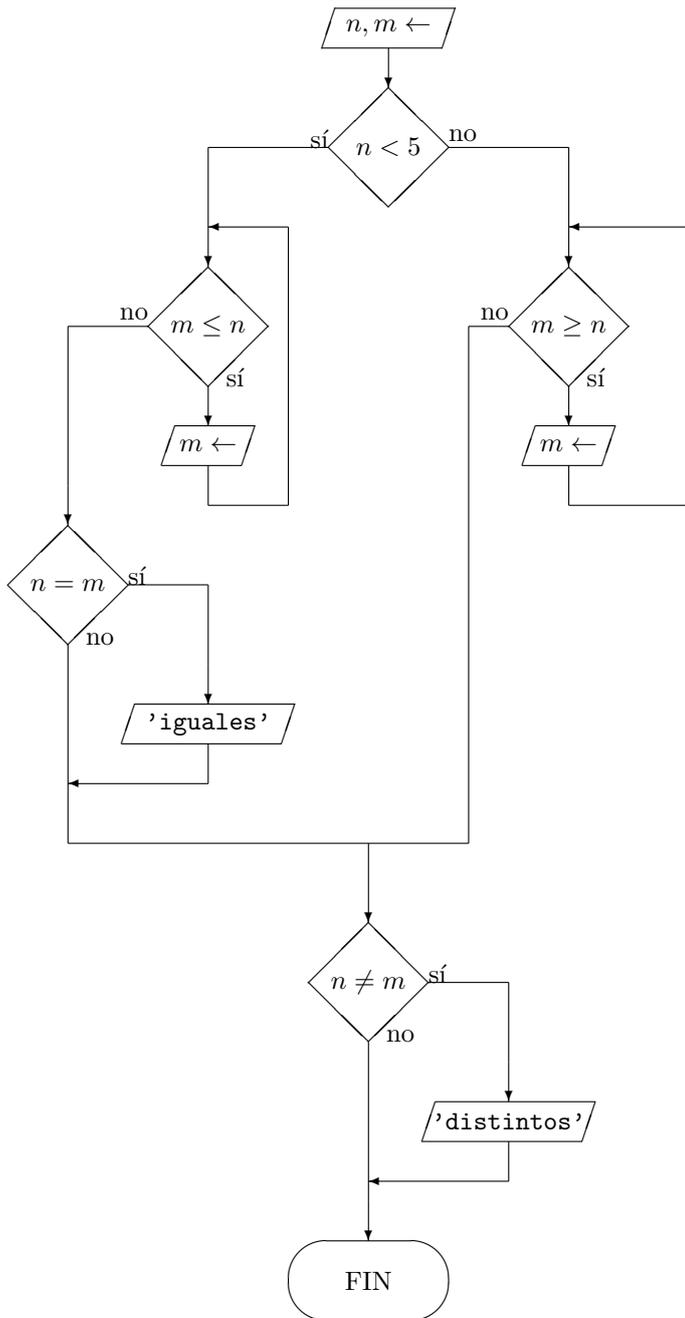 n, m ←
n < 5
sí
no
m ≤ n
no
sí
m ←
m ≥ n
no
sí
m ←
n = m
sí
no
'iguales'
n ≠ m
sí
no
'distintos'
FIN